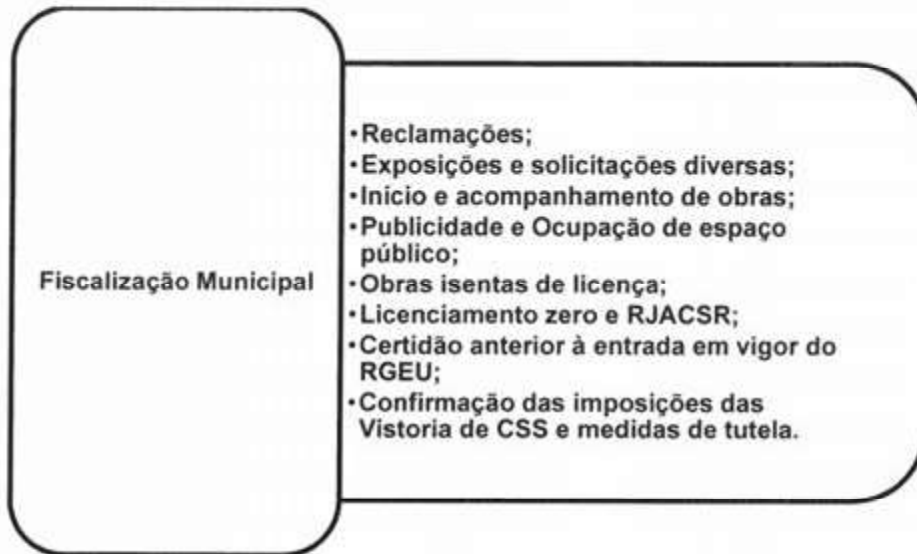 Fiscalização Municipal
•Reclamações;
•Exposições e solicitações diversas;
•Inicio e acompanhamento de obras;
•Publicidade e Ocupação de espaço
público;
•Obras isentas de licença;
•Licenciamento zero e RJACSR;
•Certidão anterior à entrada em vigor do
RGEU;
•Confirmação das imposições das
Vistoria de CSS e medidas de tutela.